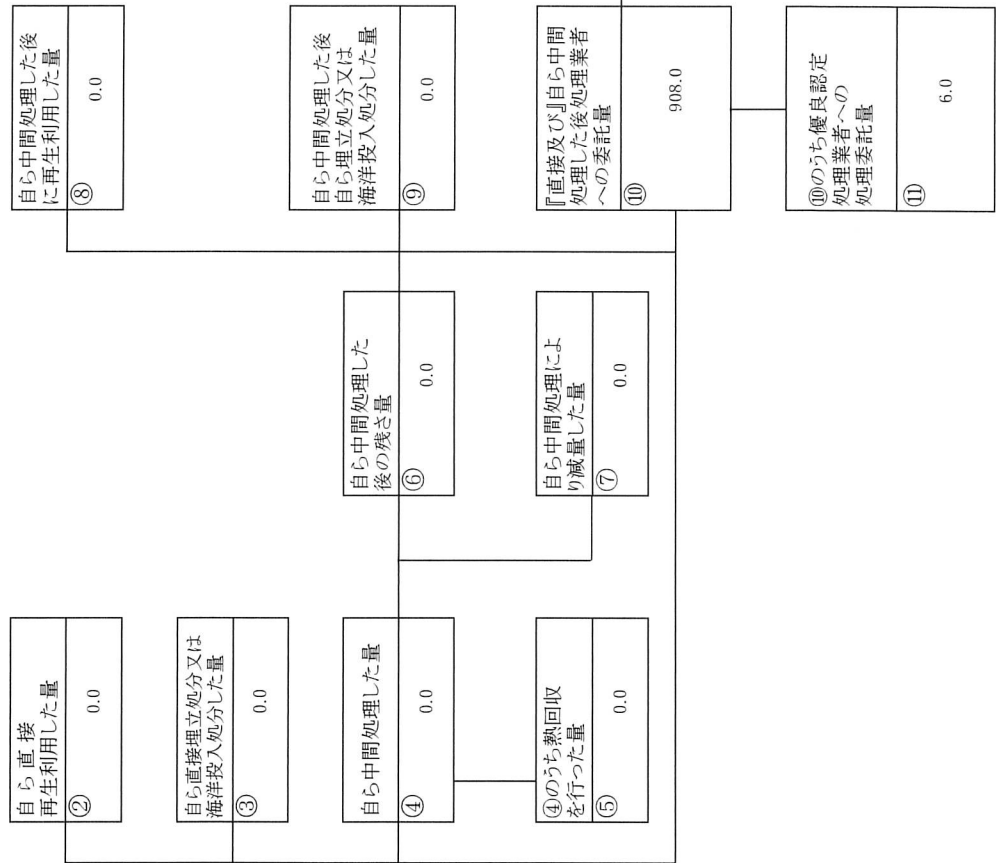 自 ら 直 接
再生利用した量
②
0.0
自ら直接埋立処分又は
海洋投入処分した量
③
0.0
自ら中間処理した量
④
0.0
④のうち熱回収
を行った量
⑤
0.0
自ら中間処理した
後の残さ量
⑥
0.0
自ら中間処理によ
り減量した量
⑦
0.0
自ら中間処理した後
に再生利用した量
⑧
0.0
自ら中間処理した後
自ら埋立処分又は
海洋投入処分した量
⑨
0.0
『直接及び』自ら中間
処理した後処理業者
への委託量
⑩
908.0
⑩のうち優良認定
処理業者への
処理委託量
⑪
6.0